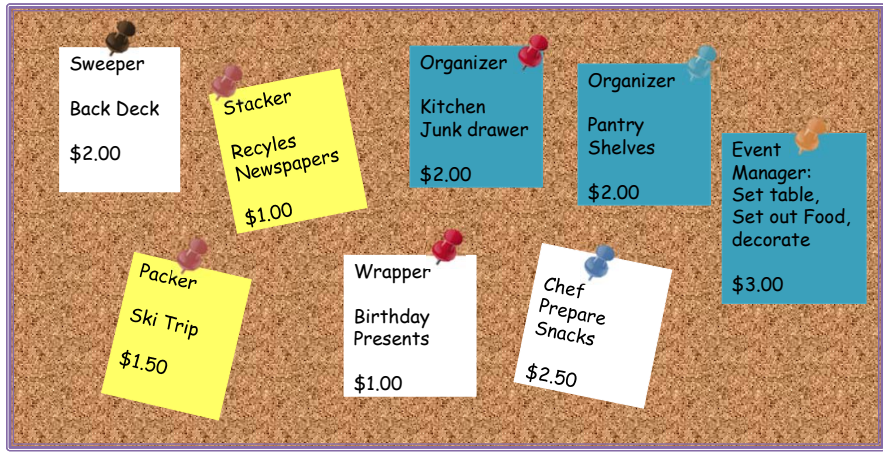 Sweeper
Back Deck
$2.00
Stacker
Recyles
Newspapers
$1.00
Organizer
Kitchen
Junk drawer
$2.00
Organizer
Pantry
Shelves
$2.00
Event
Manager:
Set table,
Set out Food,
decorate
$3.00
Packer
Ski Trip
$1.50
Wrapper
Birthday
Presents
$1.00
Chef
Prepare
Snacks
$2.50